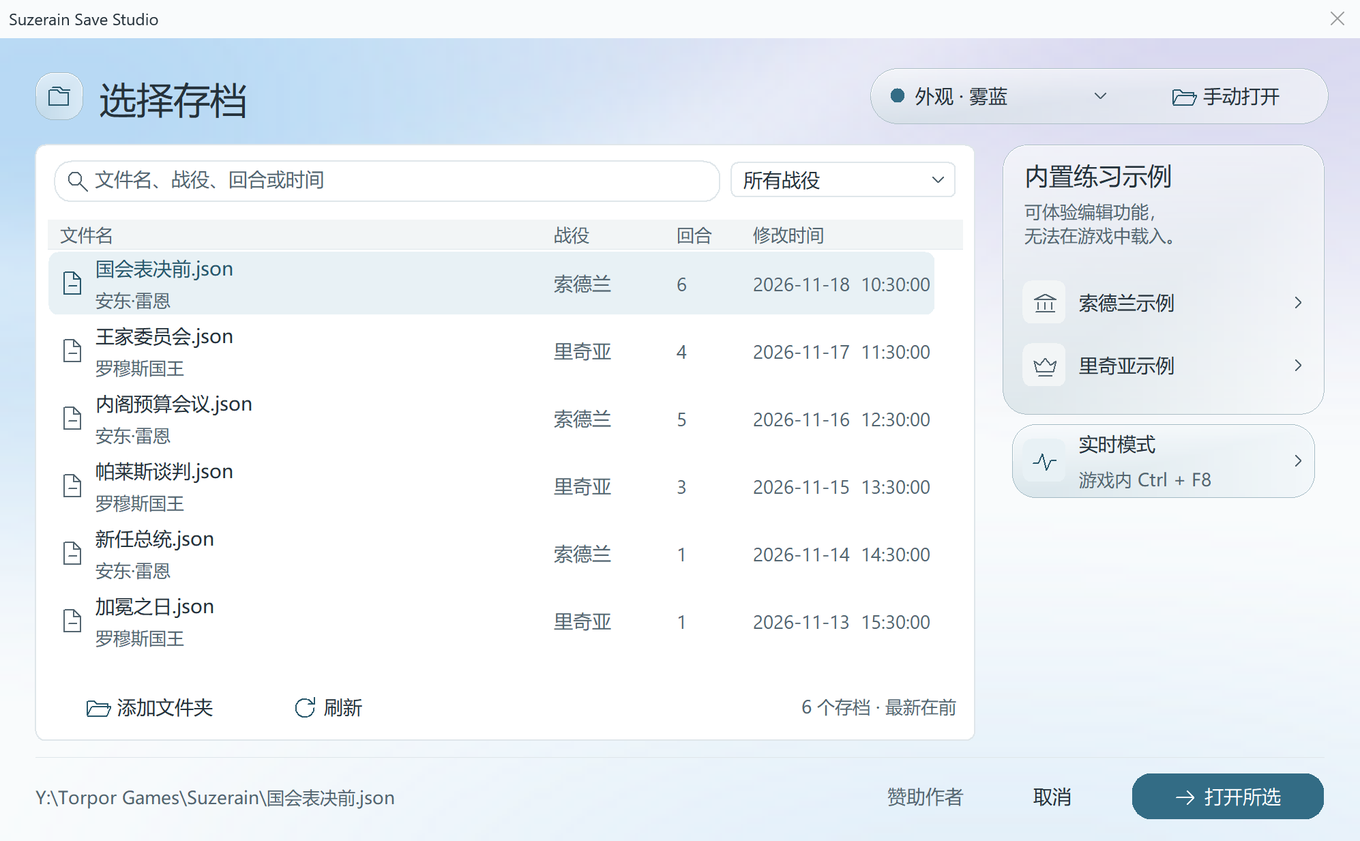 Suzerain Save Studio
选择存档
外观 · 雾蓝
手动打开
文件名、战役、回合或时间
所有战役
文件名 战役 回合 修改时间
国会表决前.json
安东·雷恩
索德兰 6 2026-11-18 10:30:00
王家委员会.json
罗穆斯国王
里奇亚 4 2026-11-17 11:30:00
内阁预算会议.json
安东·雷恩
索德兰 5 2026-11-16 12:30:00
帕莱斯谈判.json
罗穆斯国王
里奇亚 3 2026-11-15 13:30:00
新任总统.json
安东·雷恩
索德兰 1 2026-11-14 14:30:00
加冕之日.json
罗穆斯国王
里奇亚 1 2026-11-13 15:30:00
添加文件夹
刷新
6 个存档 · 最新在前
内置练习示例
可体验编辑功能，
无法在游戏中载入。
索德兰示例
里奇亚示例
实时模式
游戏内 Ctrl + F8
Y:\Torpor Games\Suzerain\国会表决前.json
赞助作者
取消
打开所选